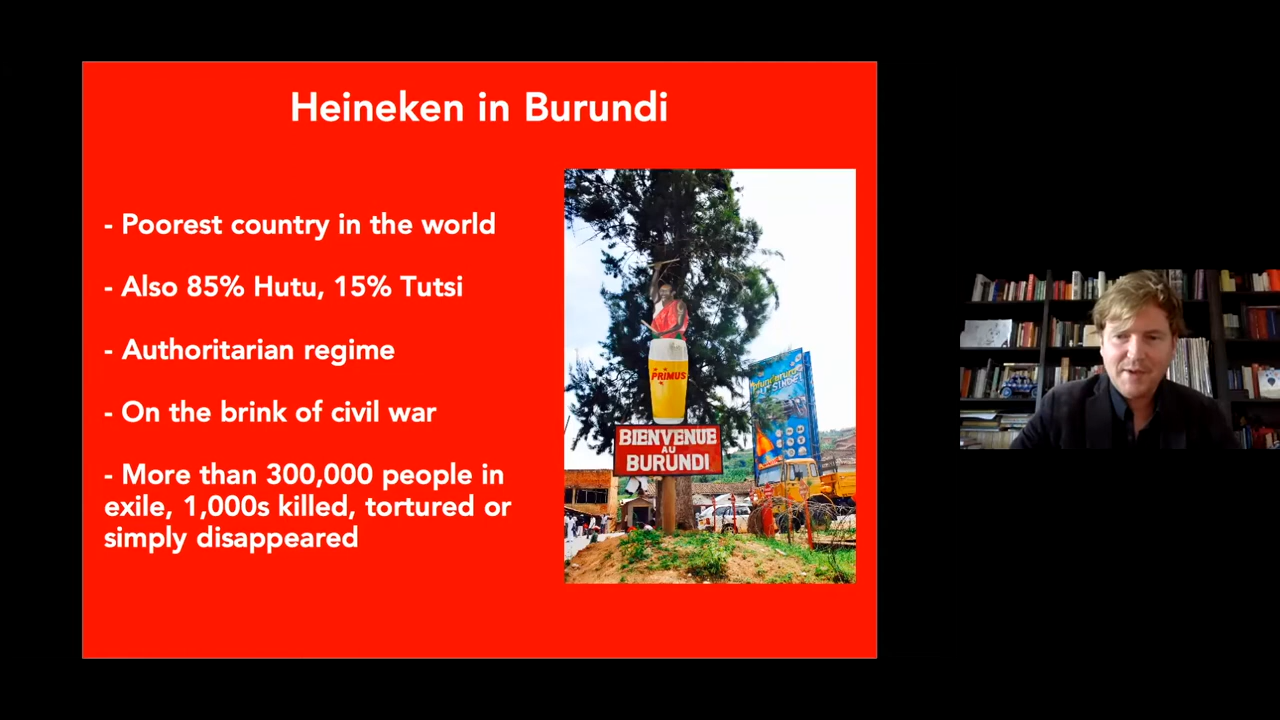 Heineken in Burundi
- Poorest country in the world
- Also 85% Hutu, 15% Tutsi
- Authoritarian regime
- On the brink of civil war
- More than 300,000 people in
exile, 1,000s killed, tortured or
simply disappeared
PRIMUS
BIENVENUE
AU
BURUNDI